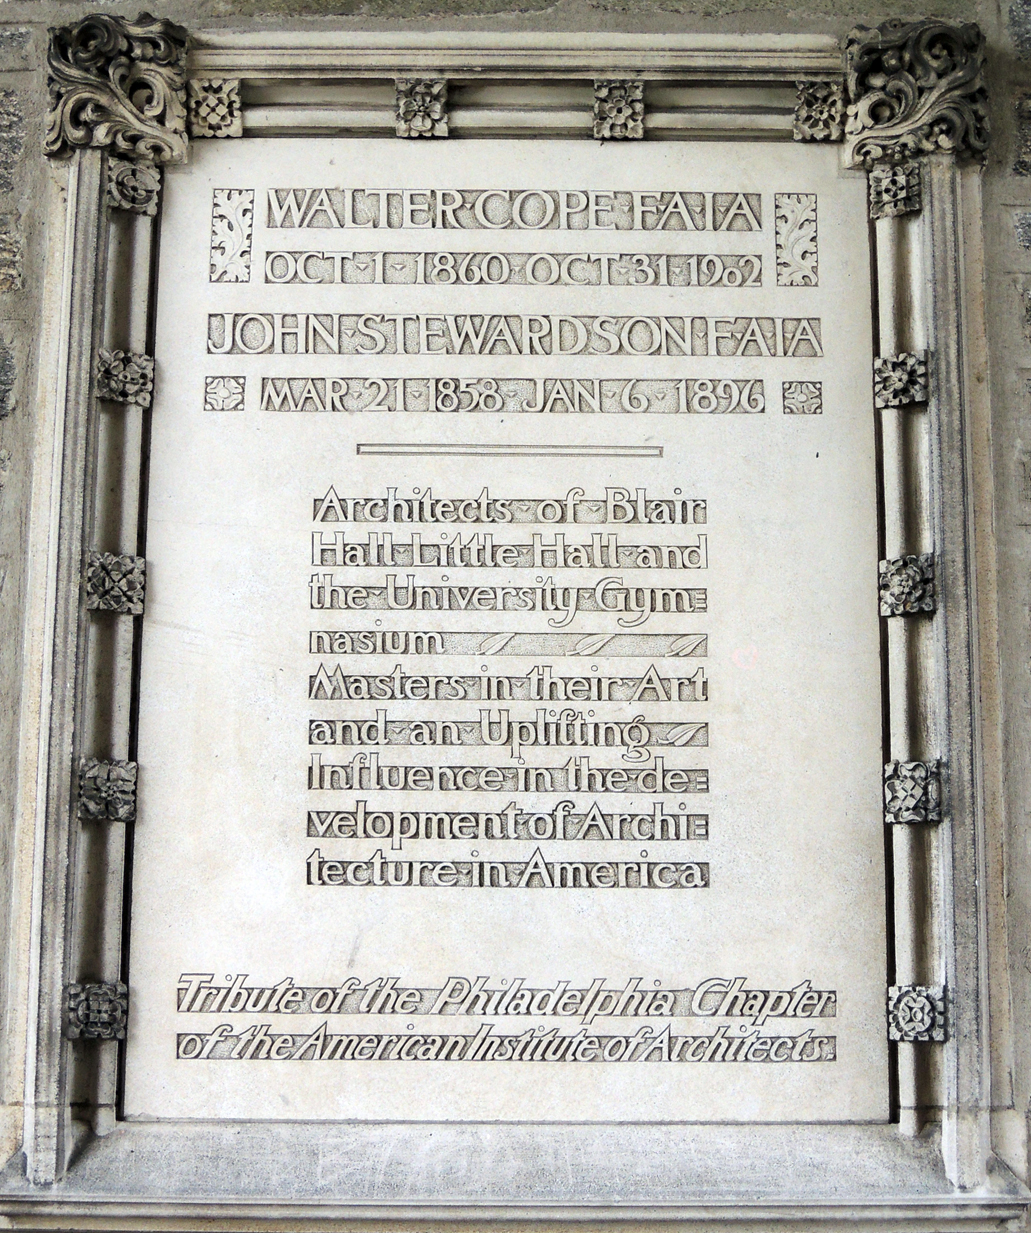 WALTER·COPE·F·A·I·A
OCT·1·1860·OCT·31·1902
JOHN·STEWARDSON·F·A·I·A
MAR·21·1858·JAN·6·1896
Architects·of·Blair
Hall·Little·Hall·and
the·University·Gym=
nasium
Masters·in·their·Art
and·an·Uplifting
Influence·in·the·de=
velopment·of·Archi=
tecture·in·America
Tribute of the Philadelphia Chapter
of the American Institute of Architects